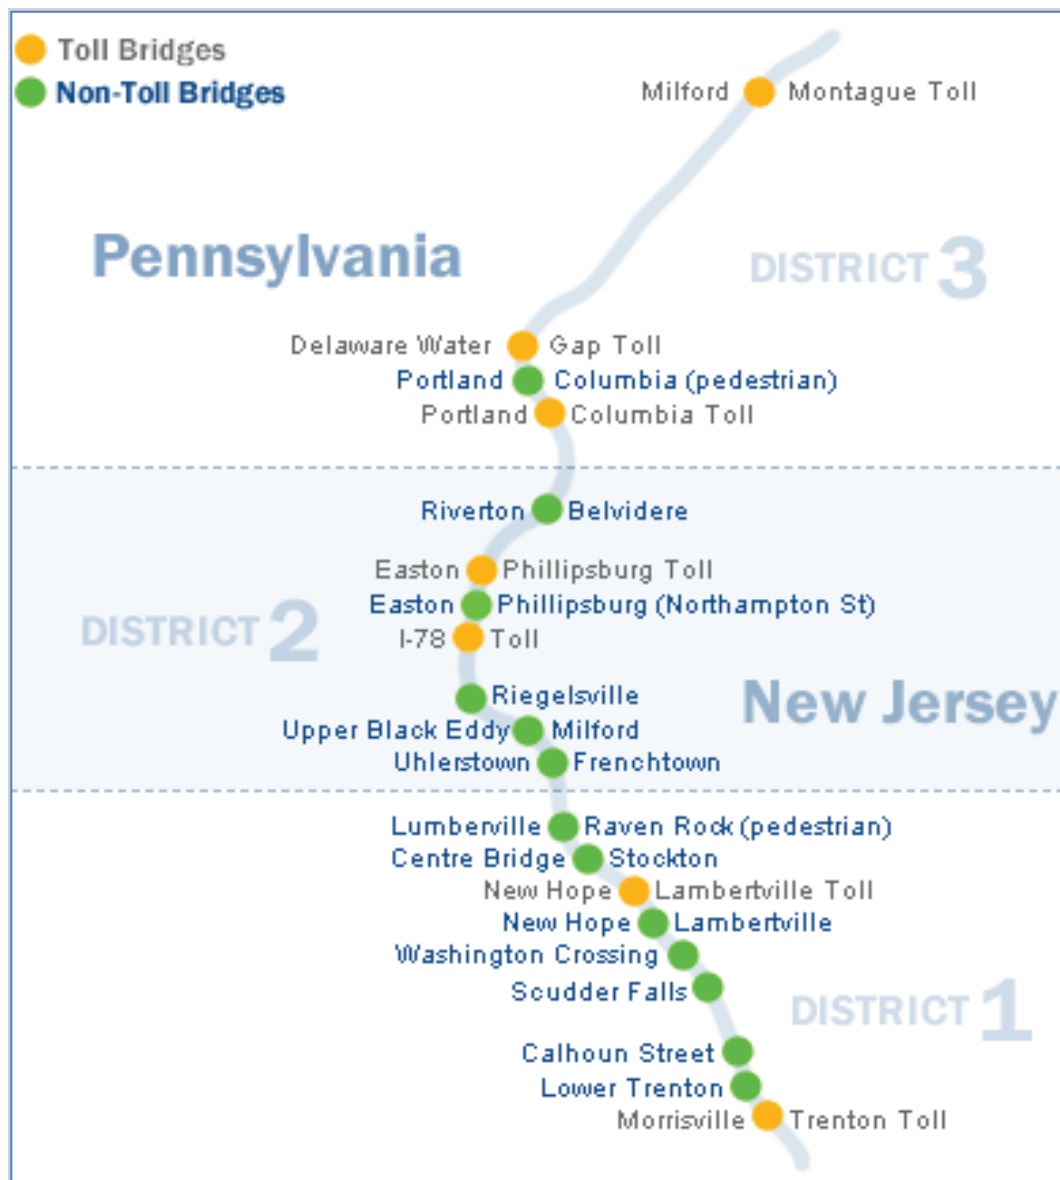 Toll Bridges
Non-Toll Bridges
Milford Montague Toll
Pennsylvania
DISTRICT 3
Delaware Water Gap Toll
Portland Columbia (pedestrian)
Portland Columbia Toll
Riverton Belvidere
Easton Phillipsburg Toll
Easton Phillipsburg (Northampton St)
DISTRICT 2
I-78 Toll
Riegelsville
New Jersey
Upper Black Eddy Milford
Uhlerstown Frenchtown
Lumberville Raven Rock (pedestrian)
Centre Bridge Stockton
New Hope Lambertville Toll
New Hope Lambertville
Washington Crossing
Scudder Falls
DISTRICT 1
Calhoun Street
Lower Trenton
Morrisville Trenton Toll